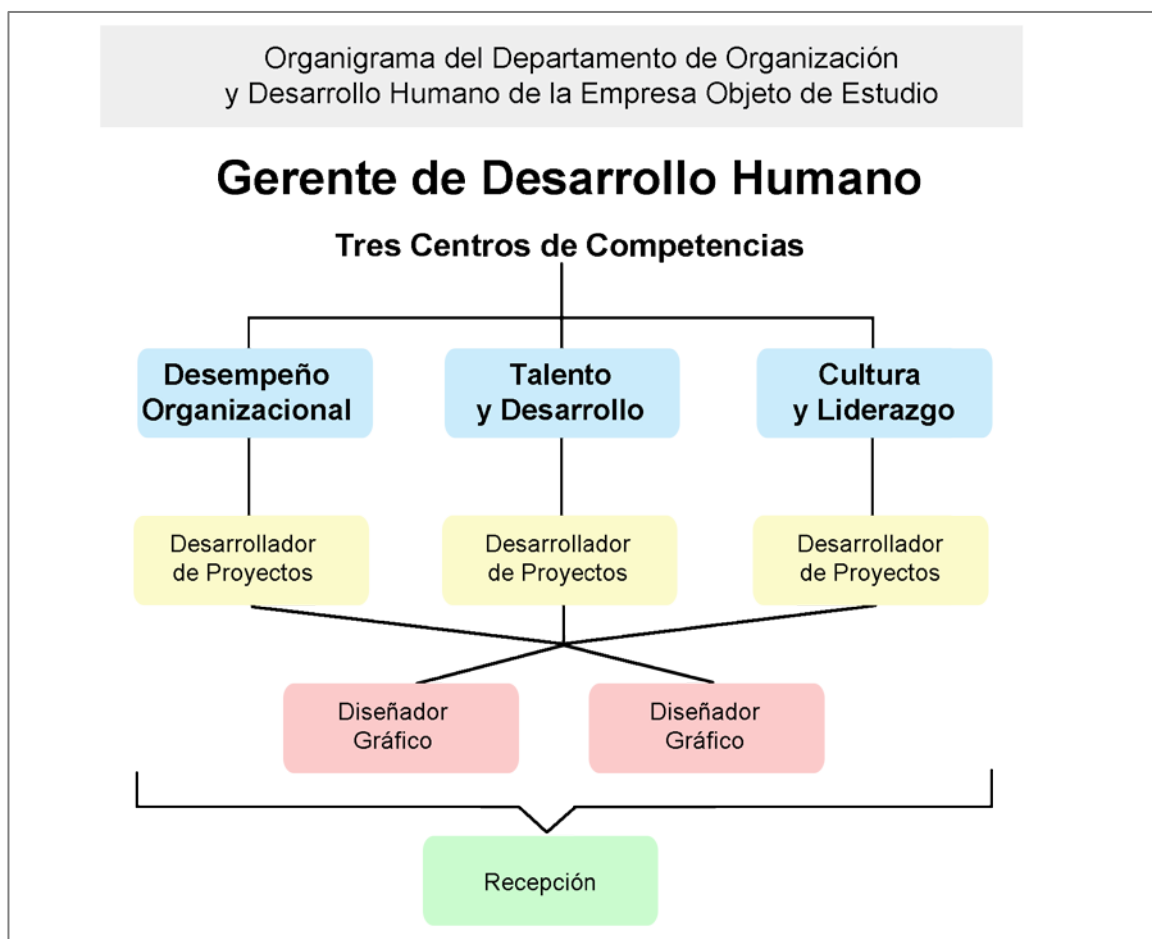 Organigrama del Departamento de Organización
y Desarrollo Humano de la Empresa Objeto de Estudio
Gerente de Desarrollo Humano
Tres Centros de Competencias
Desempeño
Organizacional
Talento
y Desarrollo
Cultura
y Liderazgo
Desarrollador
de Proyectos
Desarrollador
de Proyectos
Desarrollador
de Proyectos
Diseñador
Gráfico
Diseñador
Gráfico
Recepción